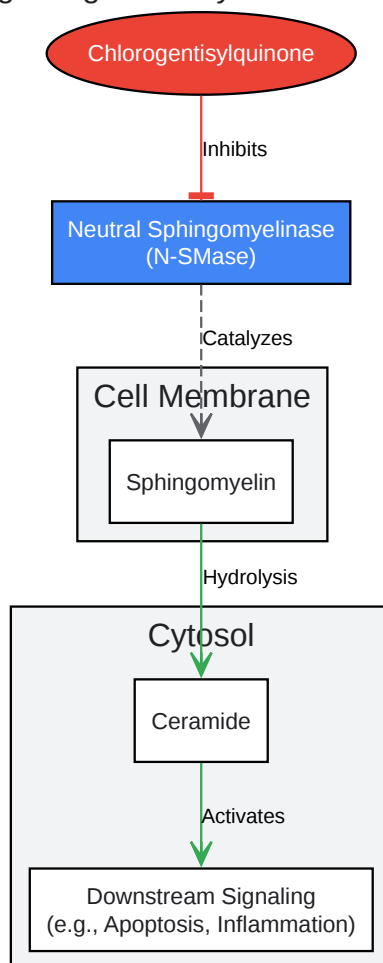 Chlorogentisylquinone
Inhibits
Neutral Sphingomyelinase
(N-SMase)
Catalyzes
Cell Membrane
Sphingomyelin
Hydrolysis
Cytosol
Ceramide
Activates
Downstream Signaling
(e.g., Apoptosis, Inflammation)